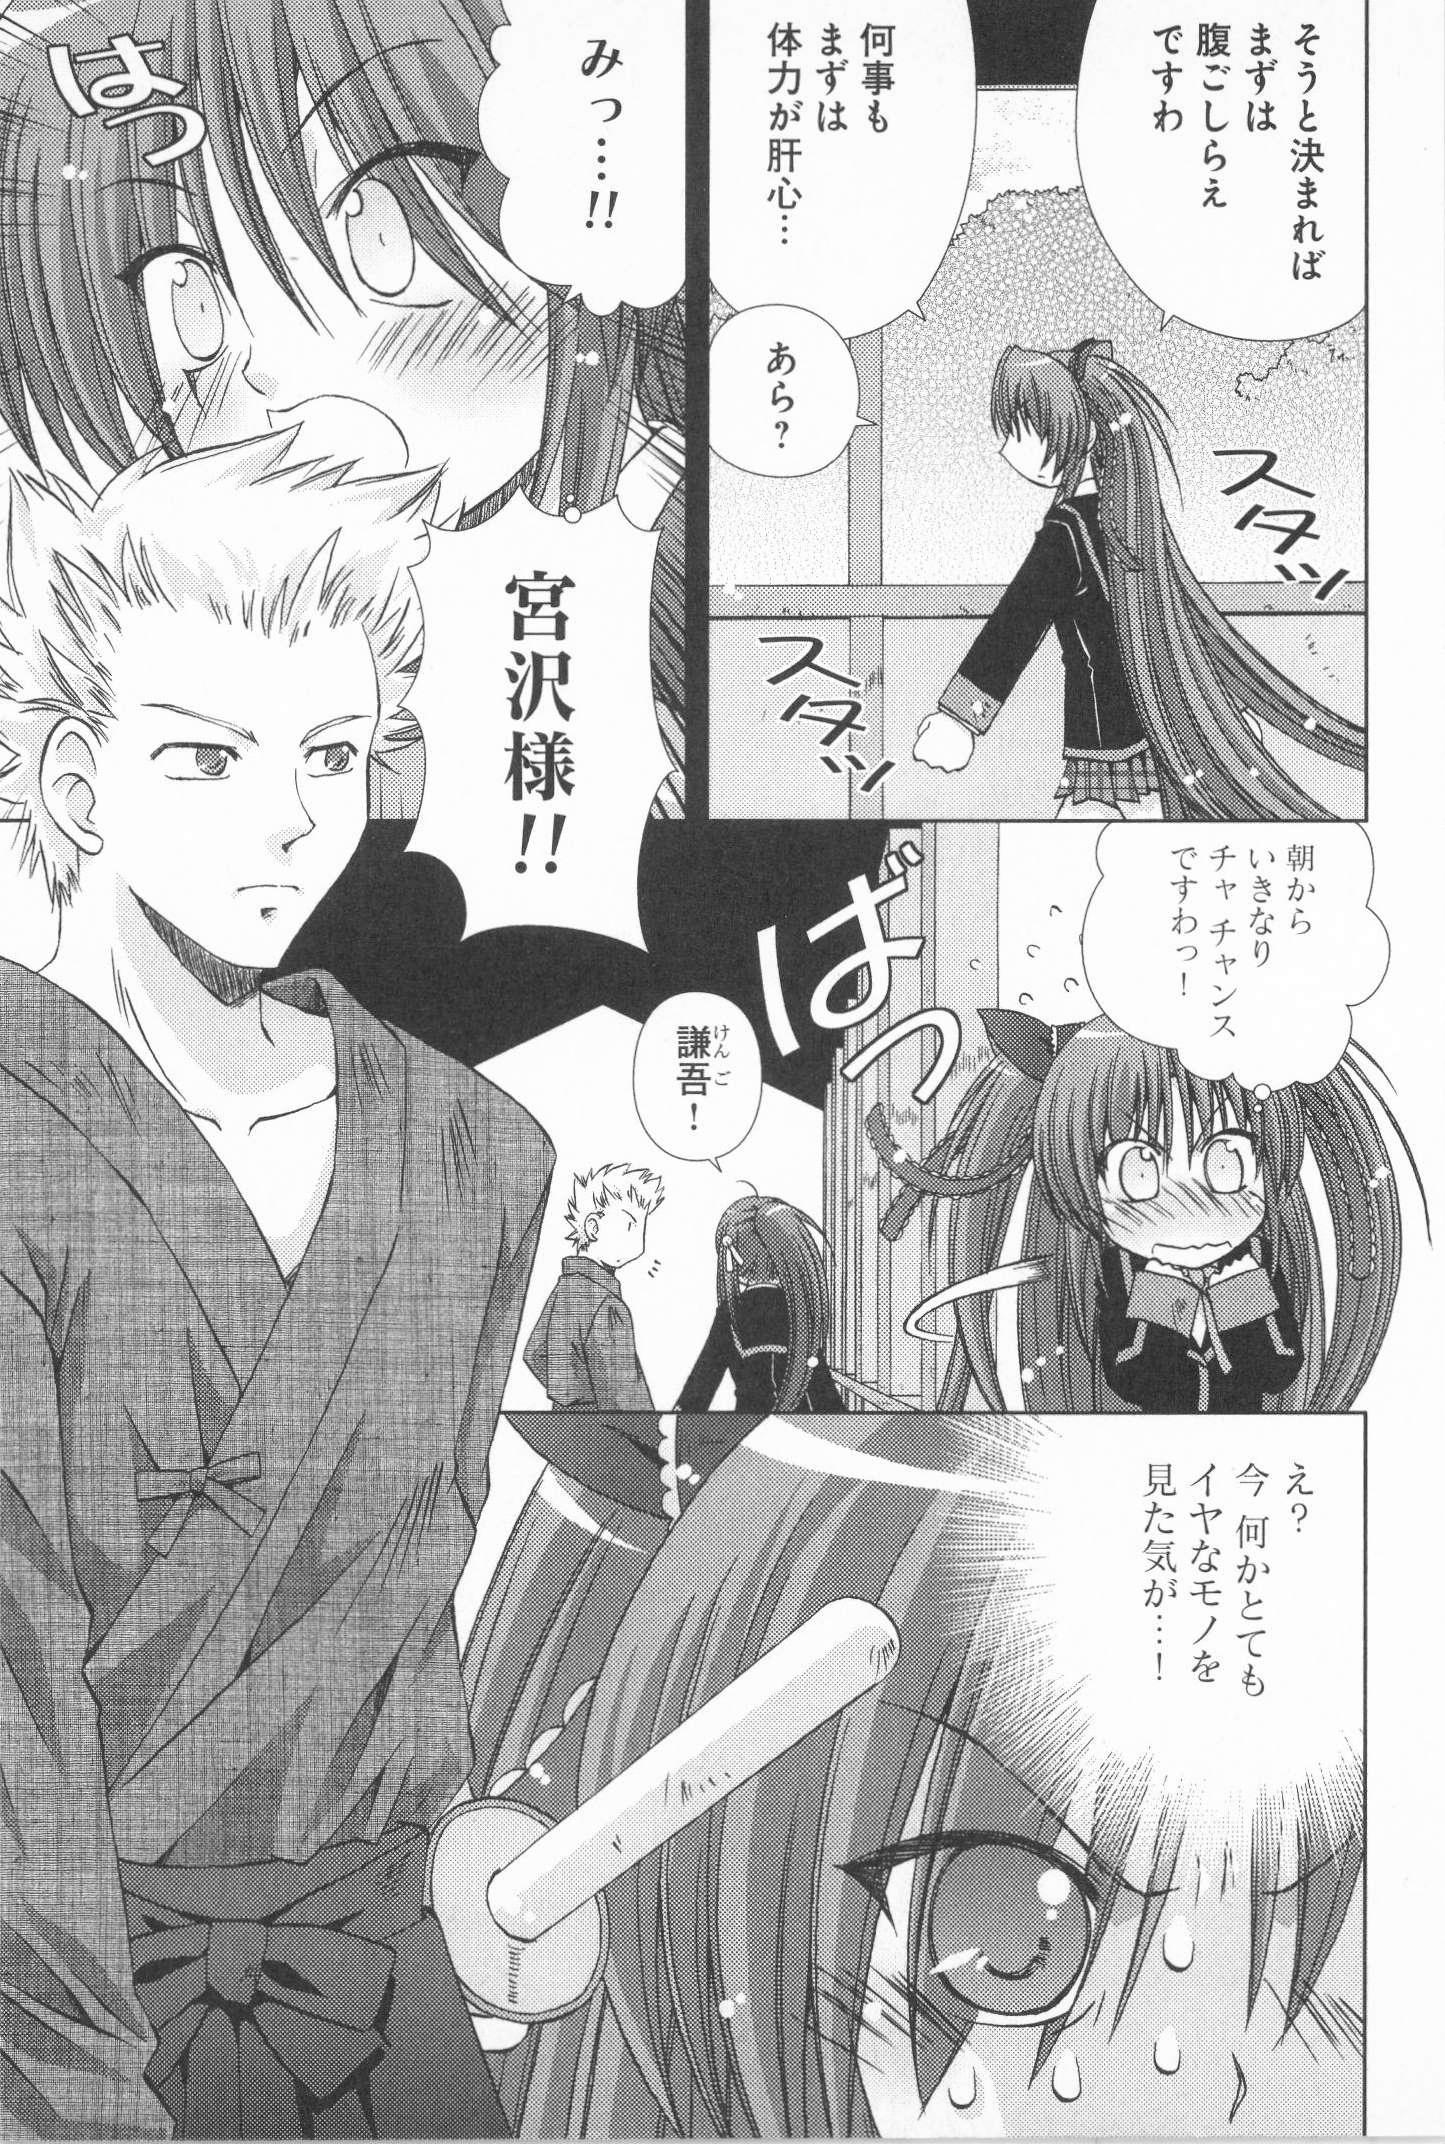 そうと決まれば
まずは
腹ごしらえ
ですわ
何事も
まずは
体力が肝心…
あら?
スタッ
スタッ
みっ…!!
はっ
宮沢様!!
朝から
いきなり
チャ チャンス
ですわっ!
ばっ
謙吾!
けんご
え?
今 何かとても
イヤなモノを
見た気が…!